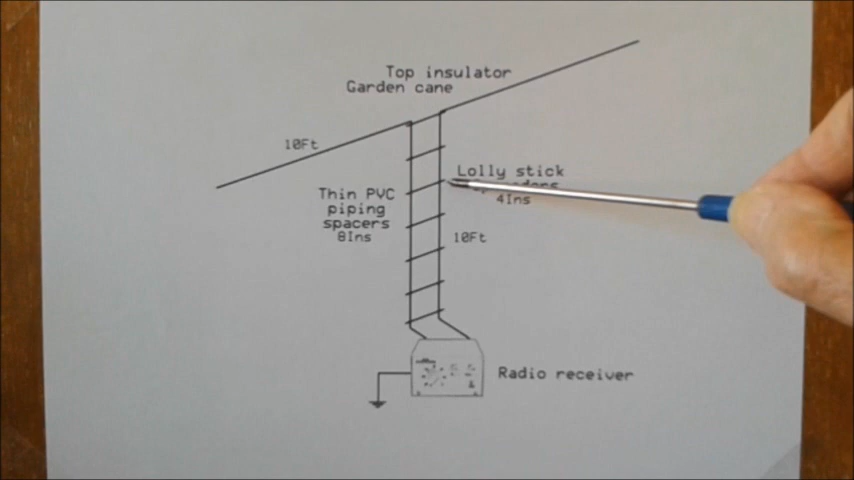 Top insulator
Garden cane
10Ft
Lolly stick
4Ins
Thin PVC
piping
spacers
8Ins
10Ft
Radio receiver